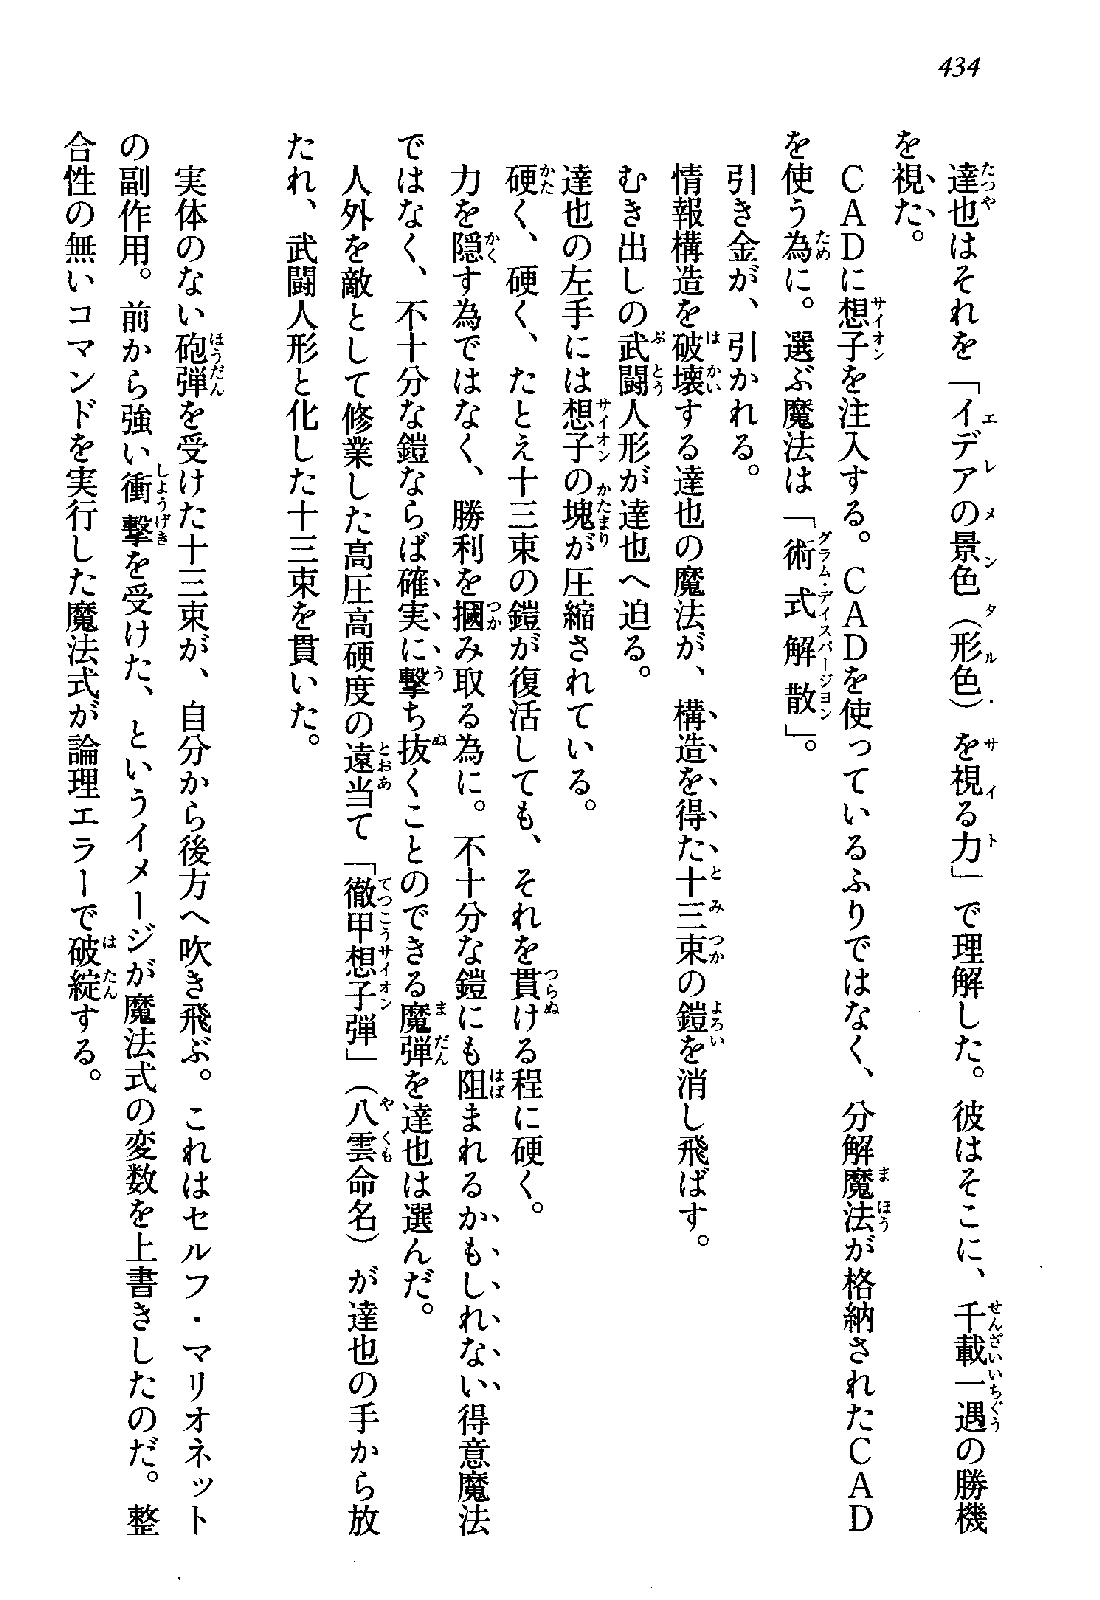 434
達也はそれを「イデアの景色（形色）を視る力」で理解した。彼はそこに、千載一遇の勝機
を視た。
ＣＡＤに想子を注入する。ＣＡＤを使っているふりではなく、分解魔法が格納されたＣＡＤ
を使う為に。選ぶ魔法は「術式解散」。
引き金が、引かれる。
情報構造を破壊する達也の魔法が、構造を得た十三束の鎧を消し飛ばす。
むき出しの武闘人形が達也へ迫る。
達也の左手には想子の塊が圧縮されている。
硬く、硬く、たとえ十三束の鎧が復活しても、それを貫ける程に硬く。
力を隠す為ではなく、勝利を摑み取る為に。不十分な鎧にも阻まれるかもしれない得意魔法
ではなく、不十分な鎧ならば確実に撃ち抜くことのできる魔弾を達也は選んだ。
人外を敵として修業した高圧高硬度の遠当て「徹甲想子弾」（八雲命名）が達也の手から放
たれ、武闘人形と化した十三束を貫いた。
実体のない砲弾を受けた十三束が、自分から後方へ吹き飛ぶ。これはセルフ・マリオネット
の副作用。前から強い衝撃を受けた、というイメージが魔法式の変数を上書きしたのだ。整
合性の無いコマンドを実行した魔法式が論理エラーで破綻する。